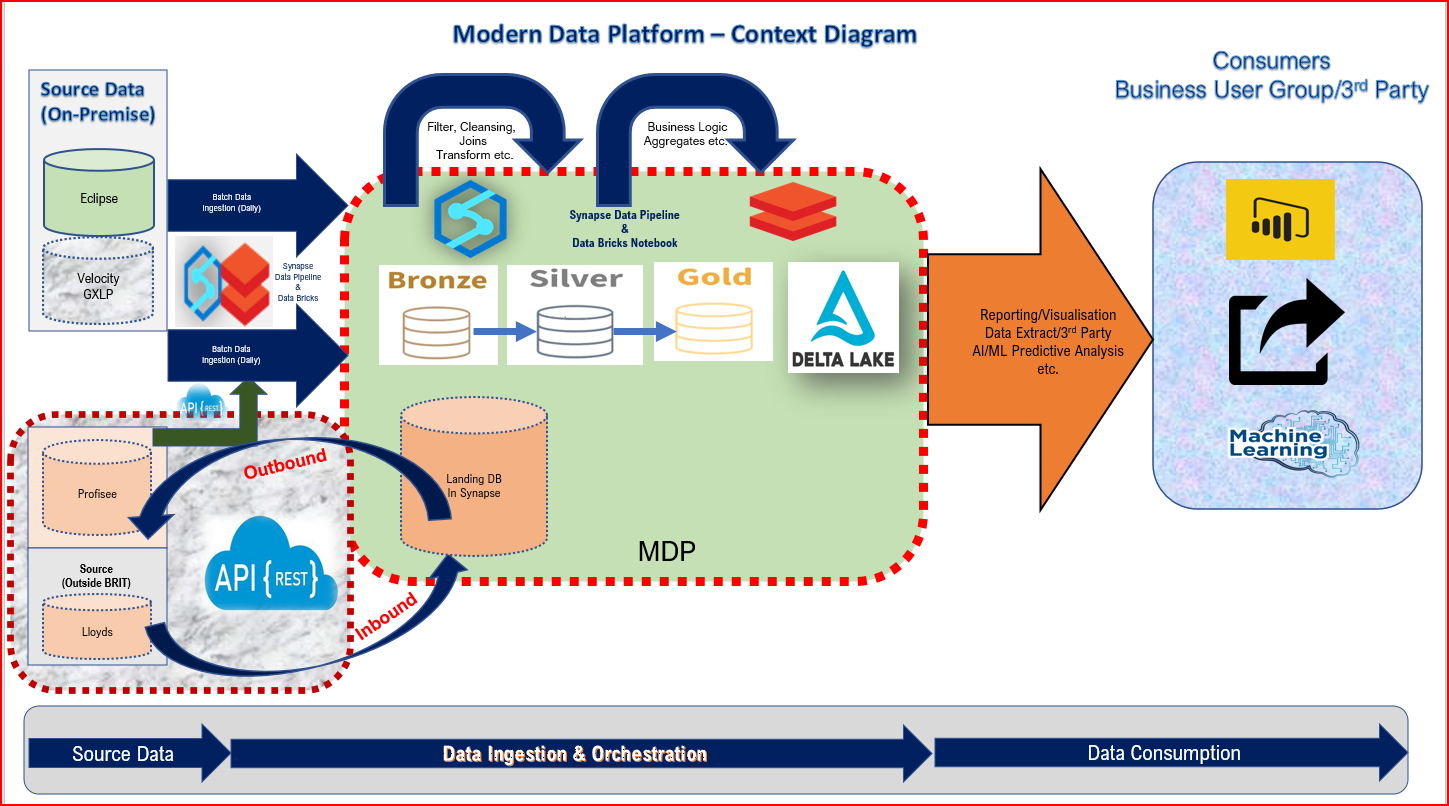 Modern Data Platform – Context Diagram
Consumers
Business User Group/3rd Party
Source Data
(On-Premise)
Eclipse
Velocity
GXLP
Batch Data
Ingestion (Daily)
Synapse
Data Pipeline
&
Data Bricks
Batch Data
Ingestion (Daily)
API {REST}
Filter, Cleansing,
Joins
Transform etc.
Business Logic
Aggregates etc.
Synapse Data Pipeline
&
Data Bricks Notebook
Bronze
Silver
Gold
DELTA LAKE
Reporting/Visualisation
Data Extract/3rd Party
AI/ML Predictive Analysis
etc.
Machine
Learning
Profisee
Outbound
Landing DB
In Synapse
MDP
Source
(Outside BRIT)
Lloyds
API {REST}
Inbound
Source Data
Data Ingestion & Orchestration
Data Consumption